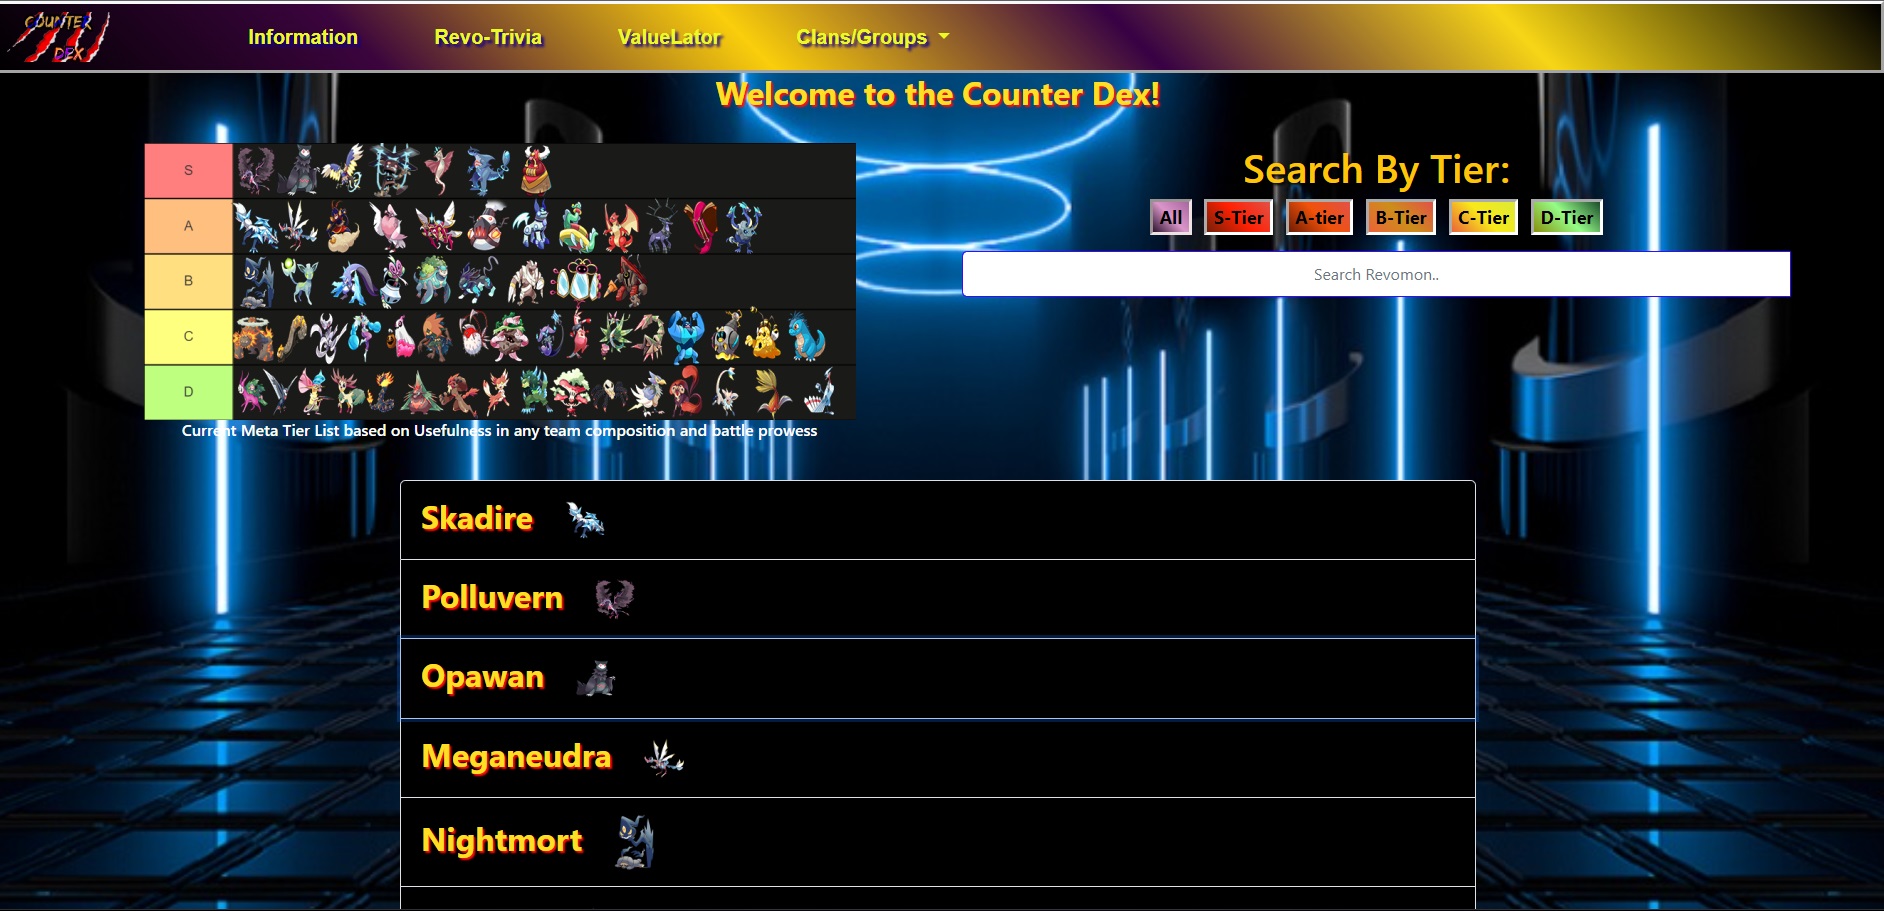 COUNTER
DEX
Information
Revo-Trivia
ValueLator
Clans/Groups
Welcome to the Counter Dex!
S
A
B
C
D
Current Meta Tier List based on Usefulness in any team composition and battle prowess
Search By Tier:
All
S-Tier
A-tier
B-Tier
C-Tier
D-Tier
Search Revomon..
Skadire
Polluvern
Opawan
Meganeudra
Nightmort